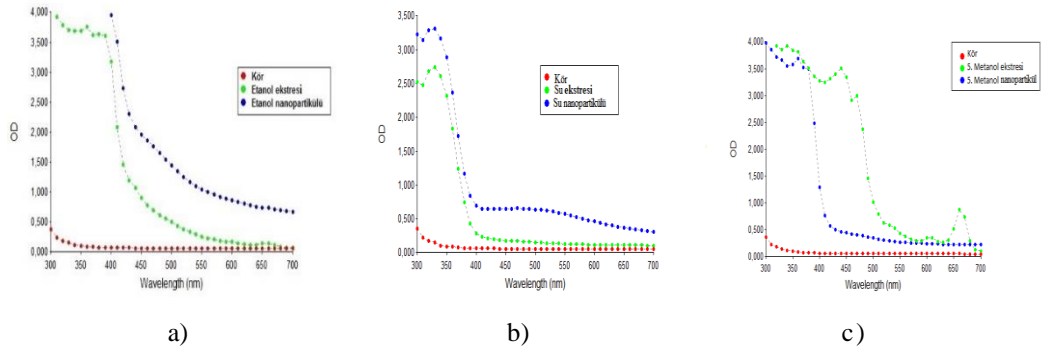 4,000
3,500
3,000
2,500
2,000
1,500
1,000
0,500
0,000
OD
300 350 400 450 500 550 600 650 700
Wavelength (nm)
Kör
Etanol ekstresi
Etanol nanopartikülü
a)
3,500
3,000
2,500
2,000
1,500
1,000
0,500
0,000
OD
300 350 400 450 500 550 600 650 700
Wavelength (nm)
Kör
Su ekstresi
Su nanopartikülü
b)
4,000
3,500
3,000
2,500
2,000
1,500
1,000
0,500
0,000
OD
300 350 400 450 500 550 600 650 700
Wavelength (nm)
Kör
S. Metanol ekstresi
S. Metanol nanopartikül
c)